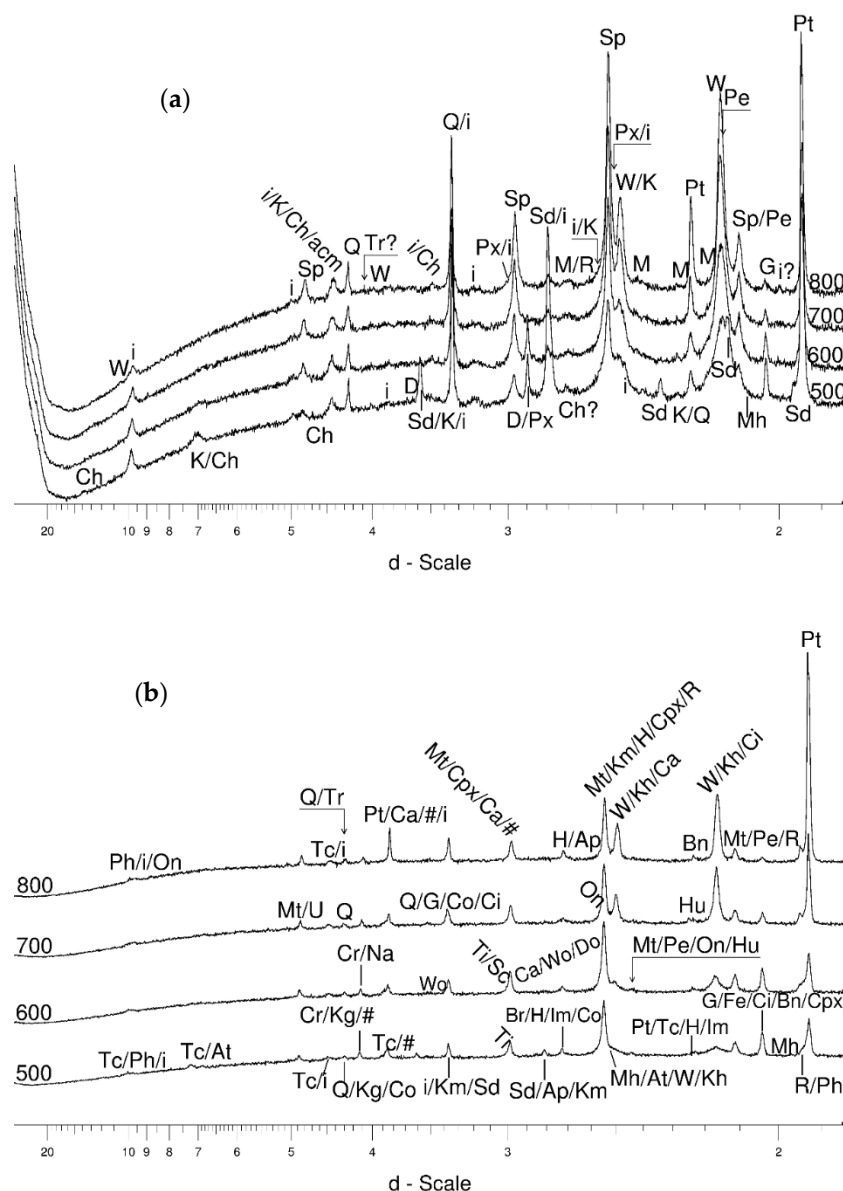 (a)
Pt
Sp
W
Pe
Px/i
Q/i
W/K
i/K/Ch/acm
Q
Tr?
i/Ch
Sp
Sd/i
i/K
Pt
Sp/Pe
i
Sp
W
i
Px/i
M/R
M
M
M
G
i?
800
W
i
700
600
Sd
500
Ch
K/Ch
Ch
i
D
Sd/K/i
D/Px
Ch?
i
Sd
K/Q
Mh
Sd
20
10
9
8
7
6
5
4
3
2
d - Scale
(b)
Pt
Mt/Km/H/Cpx/R
W/Kh/Ca
W/Kh/Ci
Mt/Cpx/Ca/#
Q/Tr
Pt/Ca/#/i
Ph/i/On
Tc/i
H/Ap
Bn
Mt/Pe/R
800
Mt/U
Q
Q/G/Co/Ci
On
Hu
700
Cr/Na
Wo
Ti/Sc
Ca/Wo/Do
Mt/Pe/On/Hu
600
G/Fe/Ci/Bn/Cpx
Cr/Kg/#
Tc/#
Ti
Br/H/Im/Co
Pt/Tc/H/Im
Mh
Tc/Ph/i
Tc/At
500
Tc/i
Q/Kg/Co
i/Km/Sd
Sd/Ap/Km
Mh/At/W/Kh
R/Ph
20
10
9
8
7
6
5
4
3
2
d - Scale